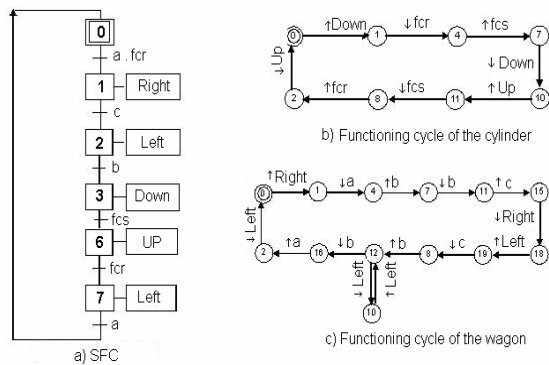 0
a . fcr
1 Right
c
2 Left
b
3 Down
fcs
6 UP
fcr
7 Left
a
a) SFC
0 ↑Down 1 ↓fcr 4 ↑fcs 7
↓Up ↓ Down
2 ↑fcr 8 ↓fcs 11 ↑Up 10
b) Functioning cycle of the cylinder
0 ↑Right 1 ↓a 4 ↑b 7 ↓b 11 ↑c 15
↓Left ↓Right
2 ↑a 16 ↓b 12 ↑b 8 ↓c 19 ↑Left 18
↓Left ↑Left
10
c) Functioning cycle of the wagon